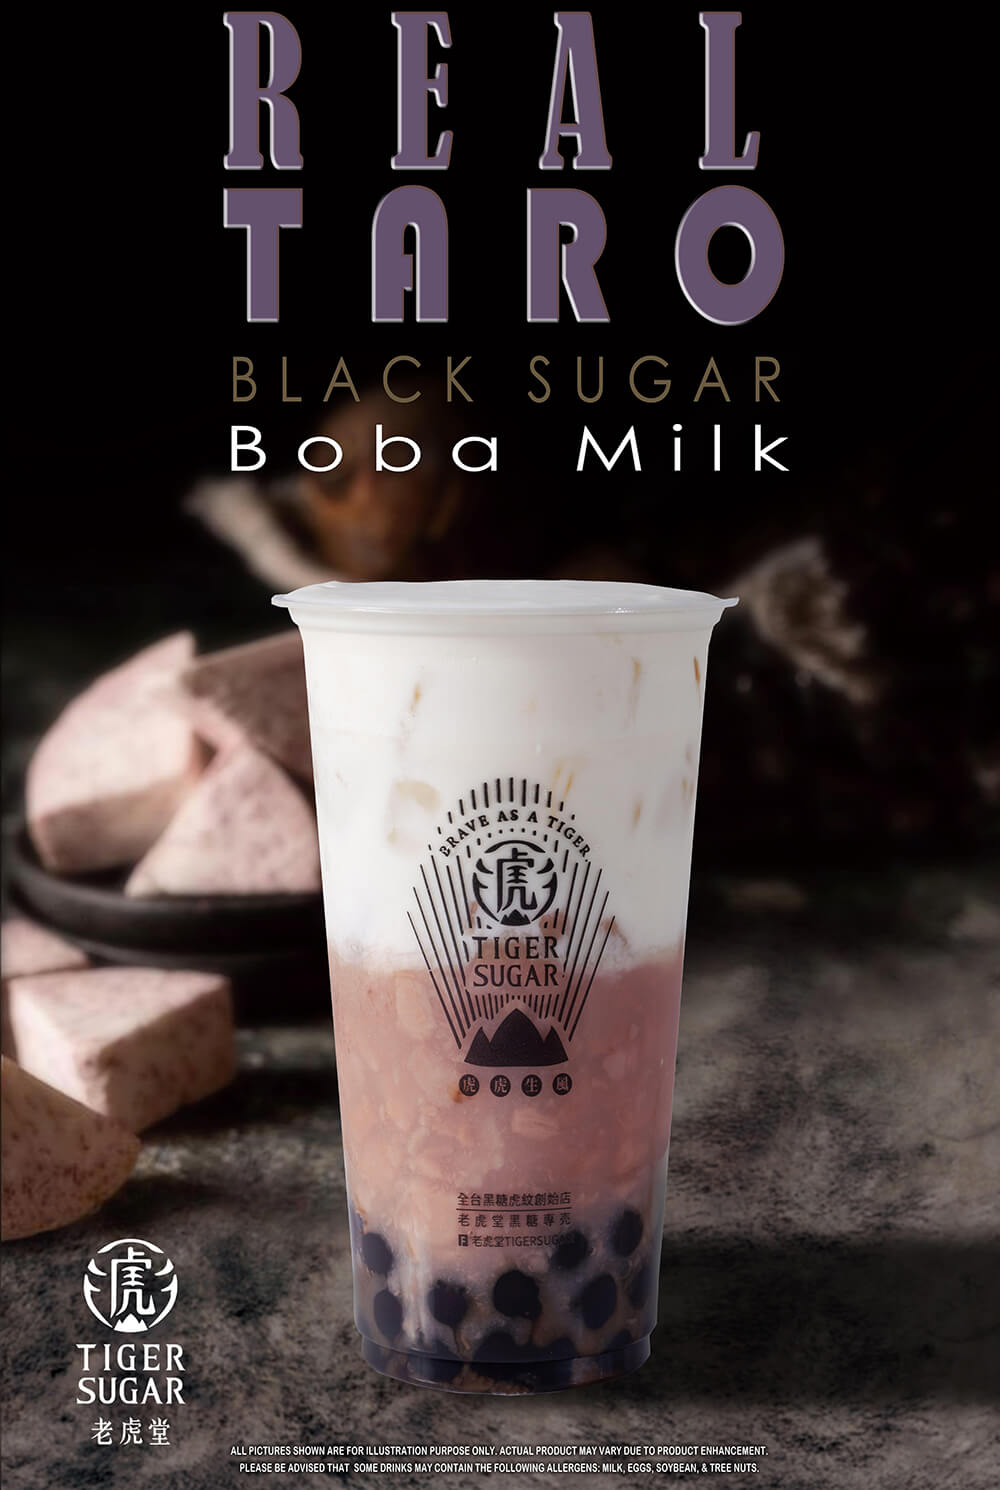 REAL
TARO
BLACK SUGAR
Boba Milk
BRAVE AS A TIGER
虎
TIGER
SUGAR
虎虎生風
全台黑糖虎紋創始店
老虎堂黑糖專売
老虎堂TIGERSUGAR
虎
TIGER
SUGAR
老虎堂
ALL PICTURES SHOWN ARE FOR ILLUSTRATION PURPOSE ONLY. ACTUAL PRODUCT MAY VARY DUE TO PRODUCT ENHANCEMENT.
PLEASE BE ADVISED THAT SOME DRINKS MAY CONTAIN THE FOLLOWING ALLERGENS: MILK, EGGS, SOYBEAN, & TREE NUTS.